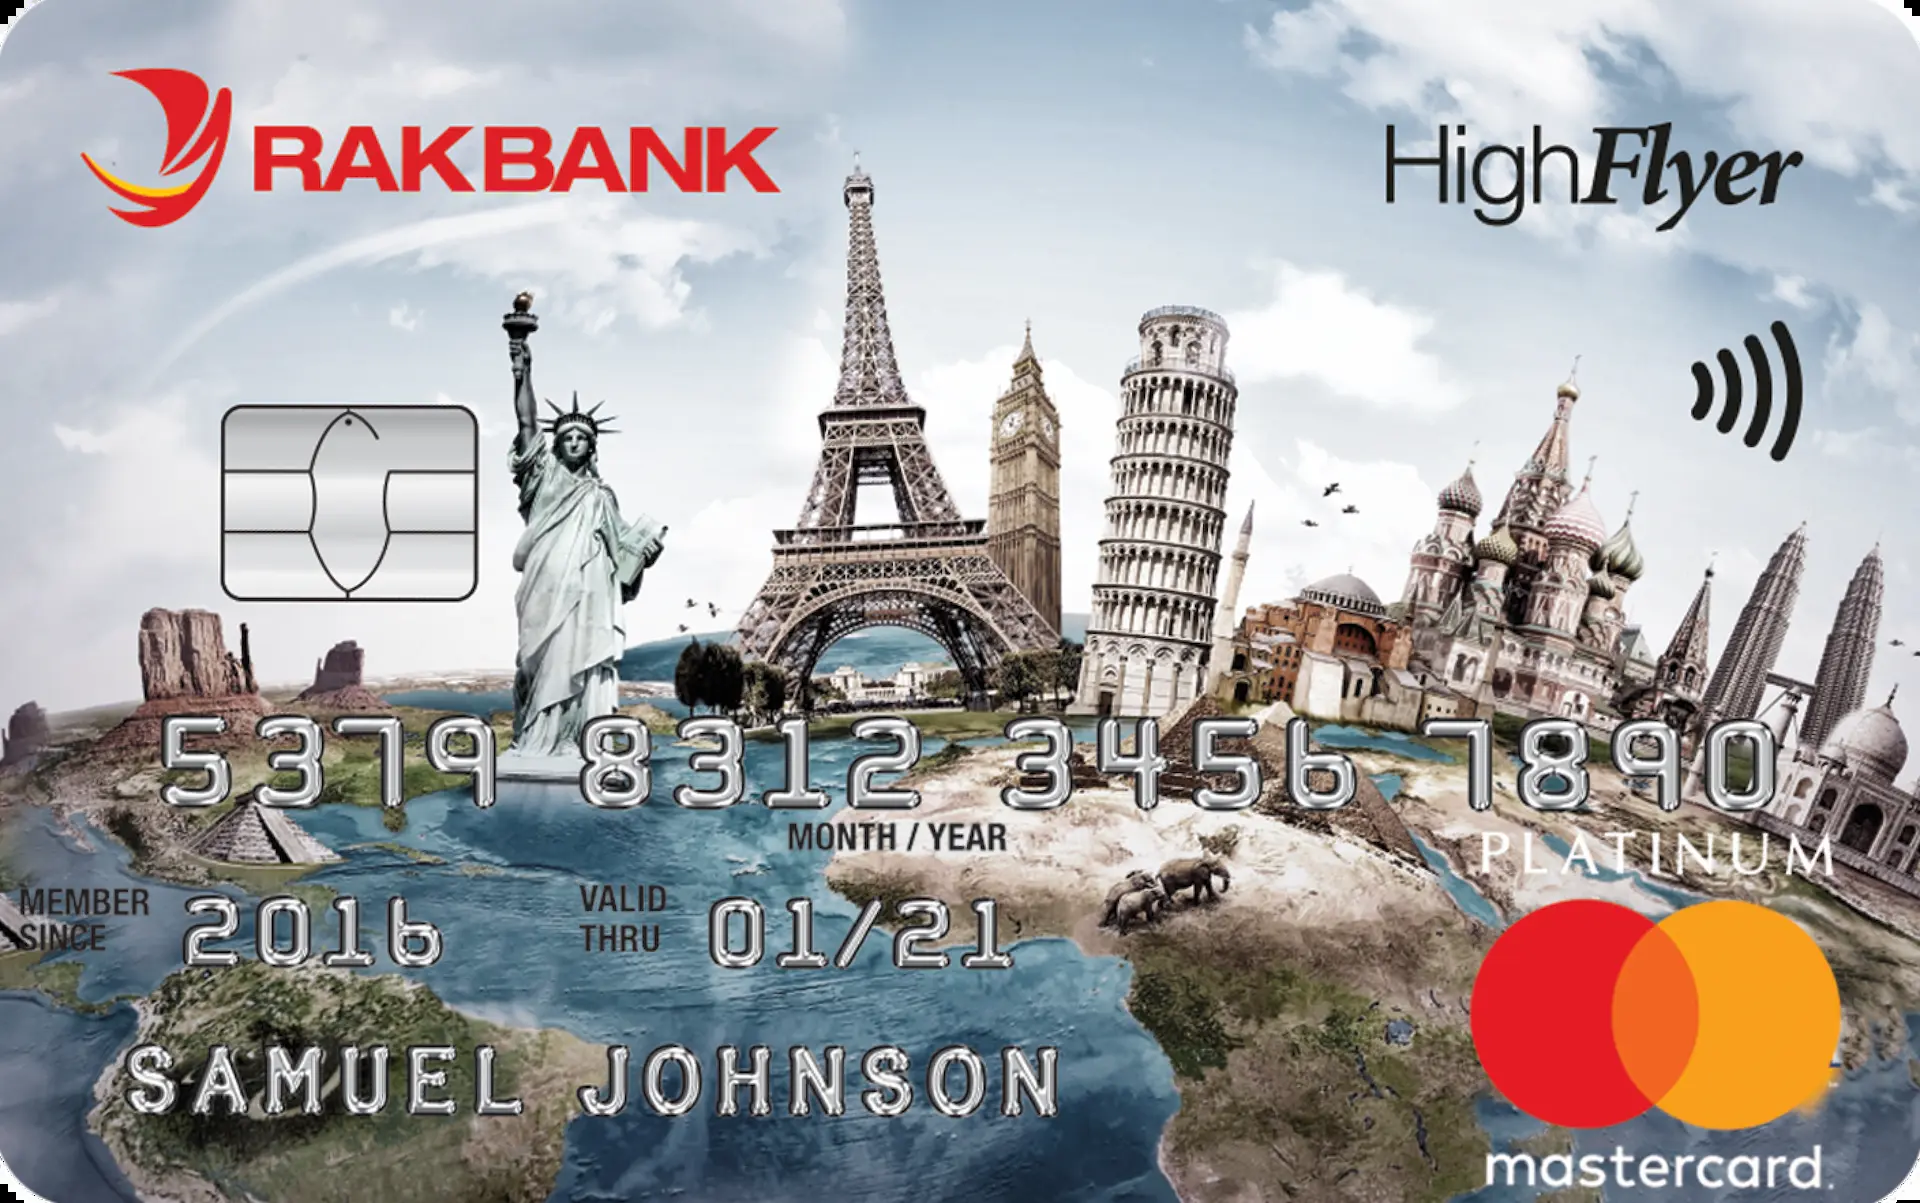 RAKBANK
HighFlyer
5379 8312 3456 7890
MONTH / YEAR
PLATINUM
MEMBER SINCE 2016 VALID THRU 01/21
SAMUEL JOHNSON
mastercard.